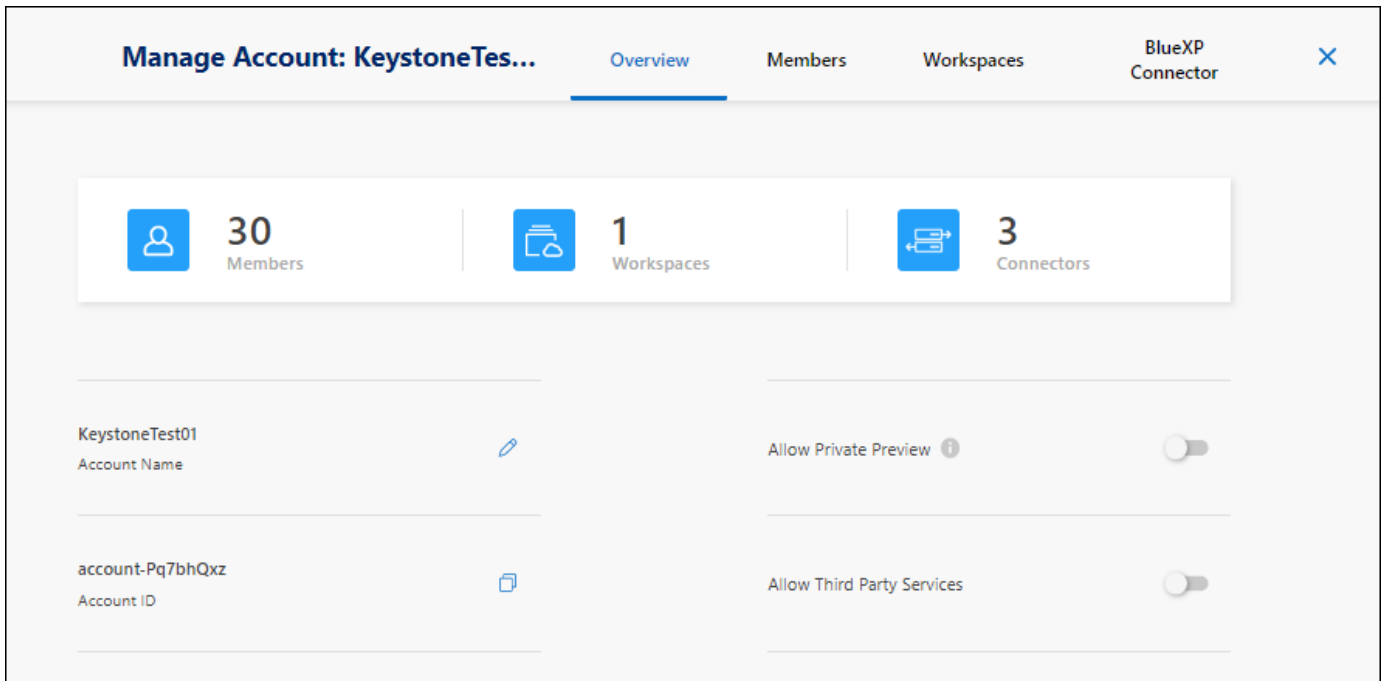 Manage Account: KeystoneTes...
Overview
Members
Workspaces
BlueXP
Connector
30
Members
1
Workspaces
3
Connectors
KeystoneTest01
Account Name
Allow Private Preview
account-Pq7bhQxz
Account ID
Allow Third Party Services